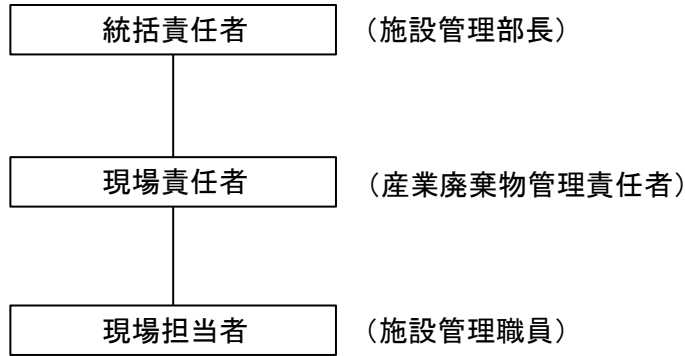 統括責任者 （施設管理部長）
現場責任者 （産業廃棄物管理責任者）
現場担当者 （施設管理職員）